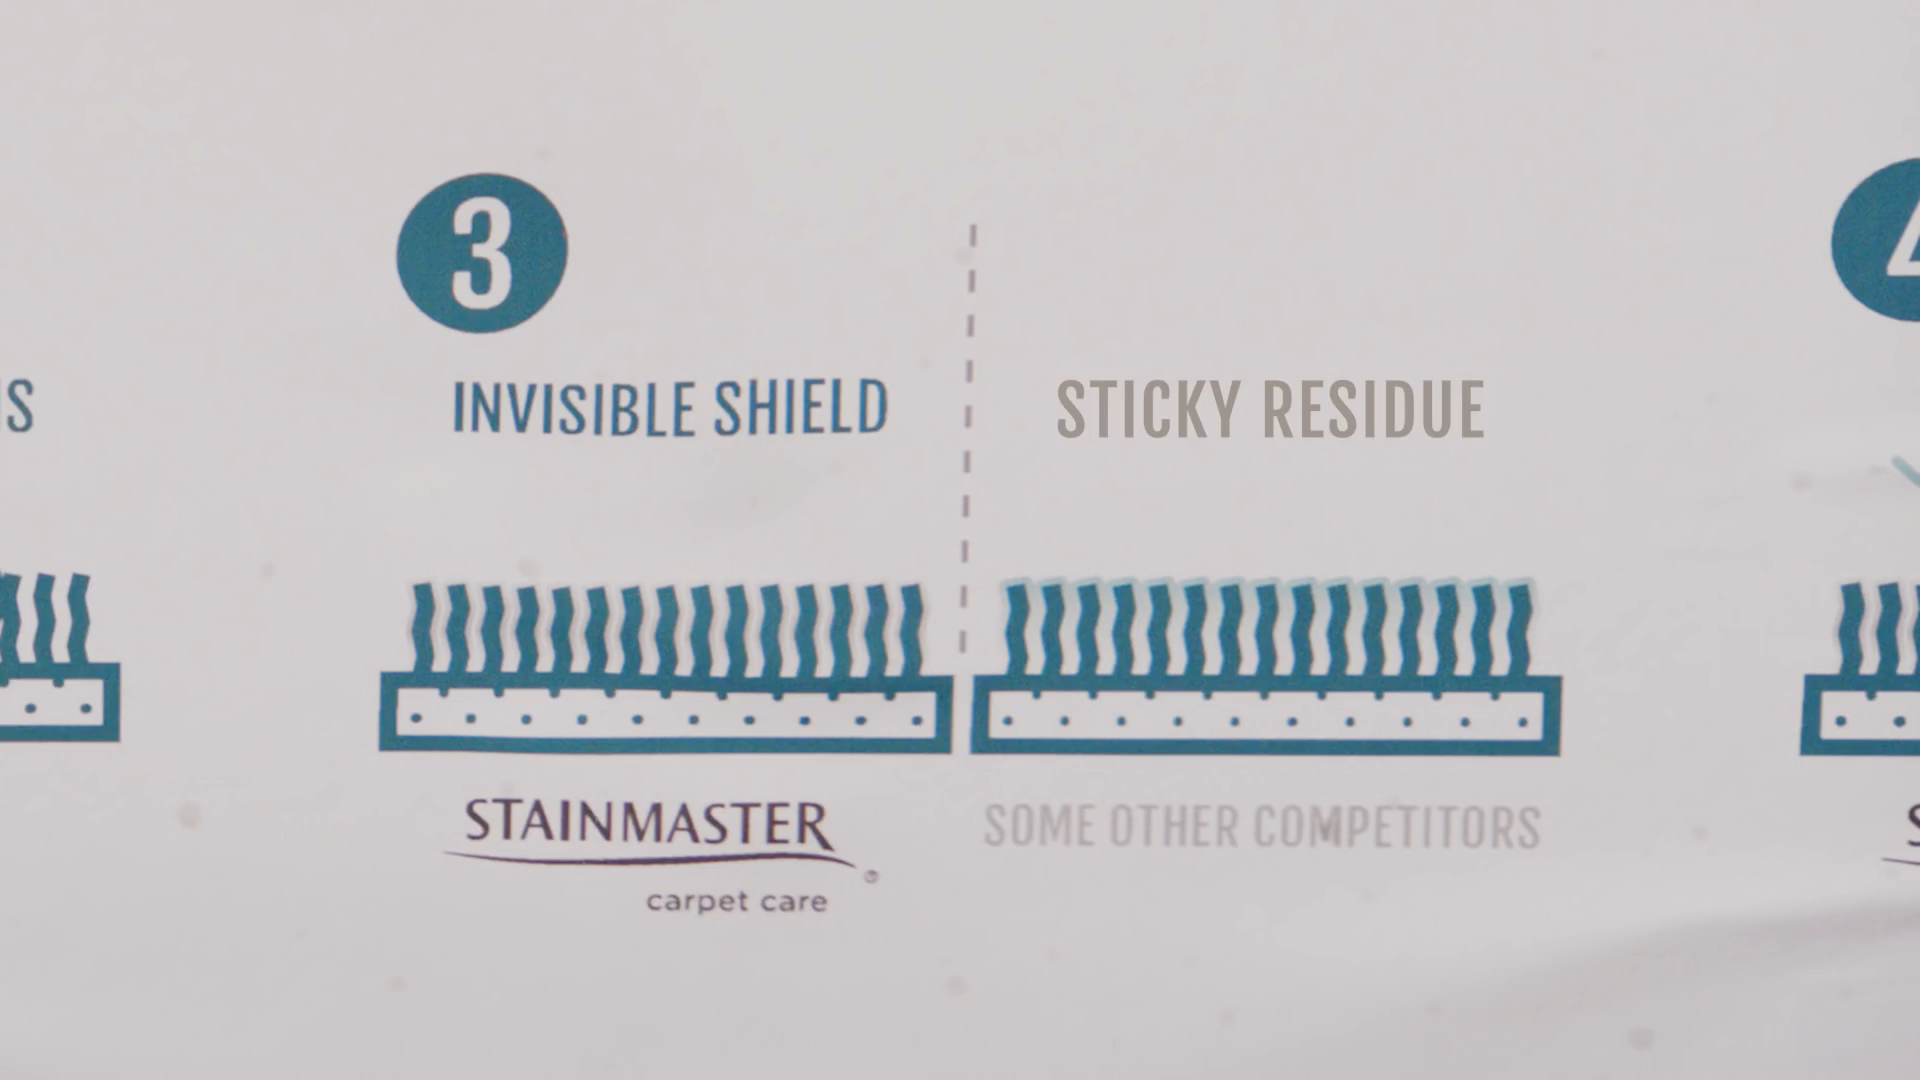 3
INVISIBLE SHIELD
STICKY RESIDUE
STAINMASTER
®
carpet care
SOME OTHER COMPETITORS